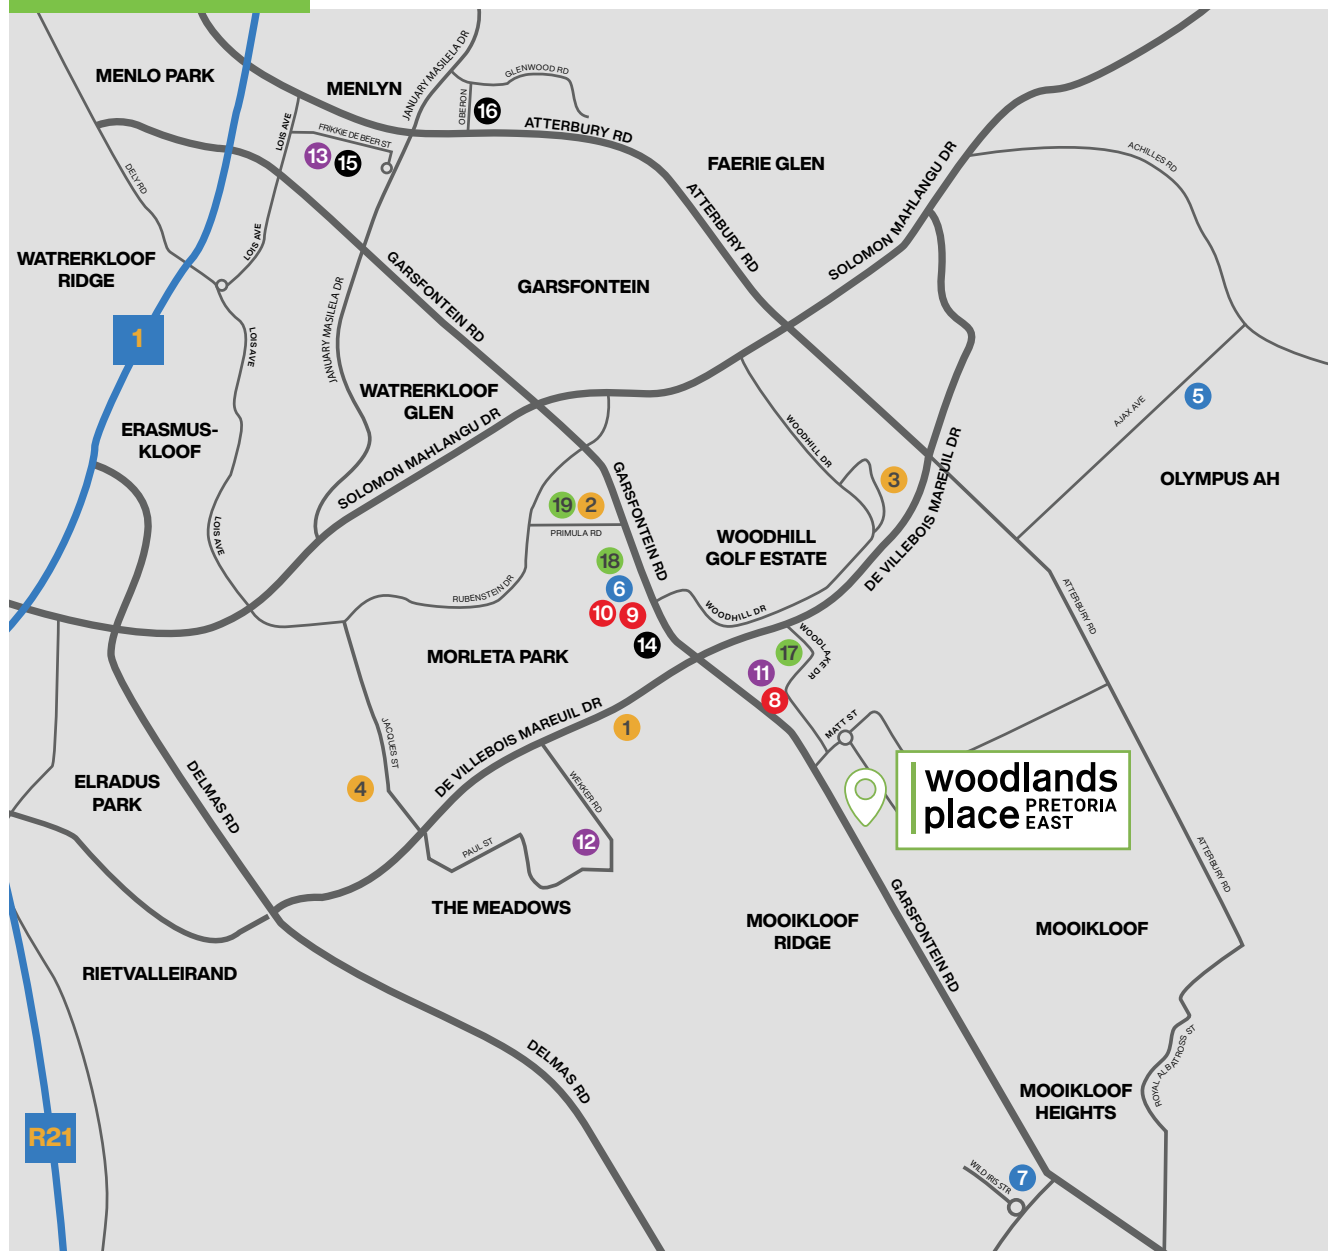 MENLO PARK
MENLYN
JANUARY MASILELA DR
GLENWOOD RD
OBERON
16
ATTERBURY RD
LOIS AVE
FRIKKIE DE BEER ST
13
15
FAERIE GLEN
ACHILLES RD
DELY RD
ATTERBURY RD
SOLOMON MAHLANGU DR
LOIS AVE
WATRERKLOOF
RIDGE
GARSFONTEIN RD
GARSFONTEIN
JANUARY MASILELA DR
1
LOIS AVE
WATRERKLOOF
GLEN
5
AJAX AVE
ERASMUS-
KLOOF
SOLOMON MAHLANGU DR
WOODHILL DR
DE VILLEBOIS MAREUIL DR
3
OLYMPUS AH
19
2
PRIMULA RD
GARSFONTEIN RD
WOODHILL
GOLF ESTATE
LOIS AVE
18
RUBENSTEIN DR
6
10
9
WOODHILL DR
ATTERBURY RD
14
MORLETA PARK
WOODLAKE DR
17
11
8
JACQUES ST
DE VILLEBOIS MAREUIL DR
1
MATT ST
ELRADUS
PARK
DELMAS RD
4
WEKKER RD
woodlands
place PRETORIA
EAST
12
PAUL ST
ATTERBURY RD
THE MEADOWS
MOOIKLOOF
RIDGE
GARSFONTEIN RD
MOOIKLOOF
RIETVALLEIRAND
DELMAS RD
ROYAL ALBATROSS ST
MOOIKLOOF
HEIGHTS
R21
WILD IRIS STR
7